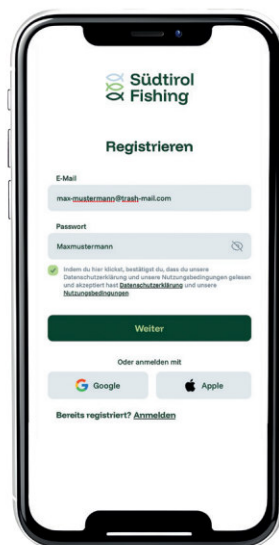 Südtirol
Fishing
Registrieren
E-Mail
max-mustermann@trash-mail.com
Passwort
Maxmustermann
Indem du hier klickst, bestätigst du, dass du unsere
Datenschutzerklärung und unsere Nutzungsbedingungen gelesen
und akzeptiert hast Datenschutzerklärung und unsere
Nutzungsbedingungen
Weiter
Oder anmelden mit
Google
Apple
Bereits registriert? Anmelden